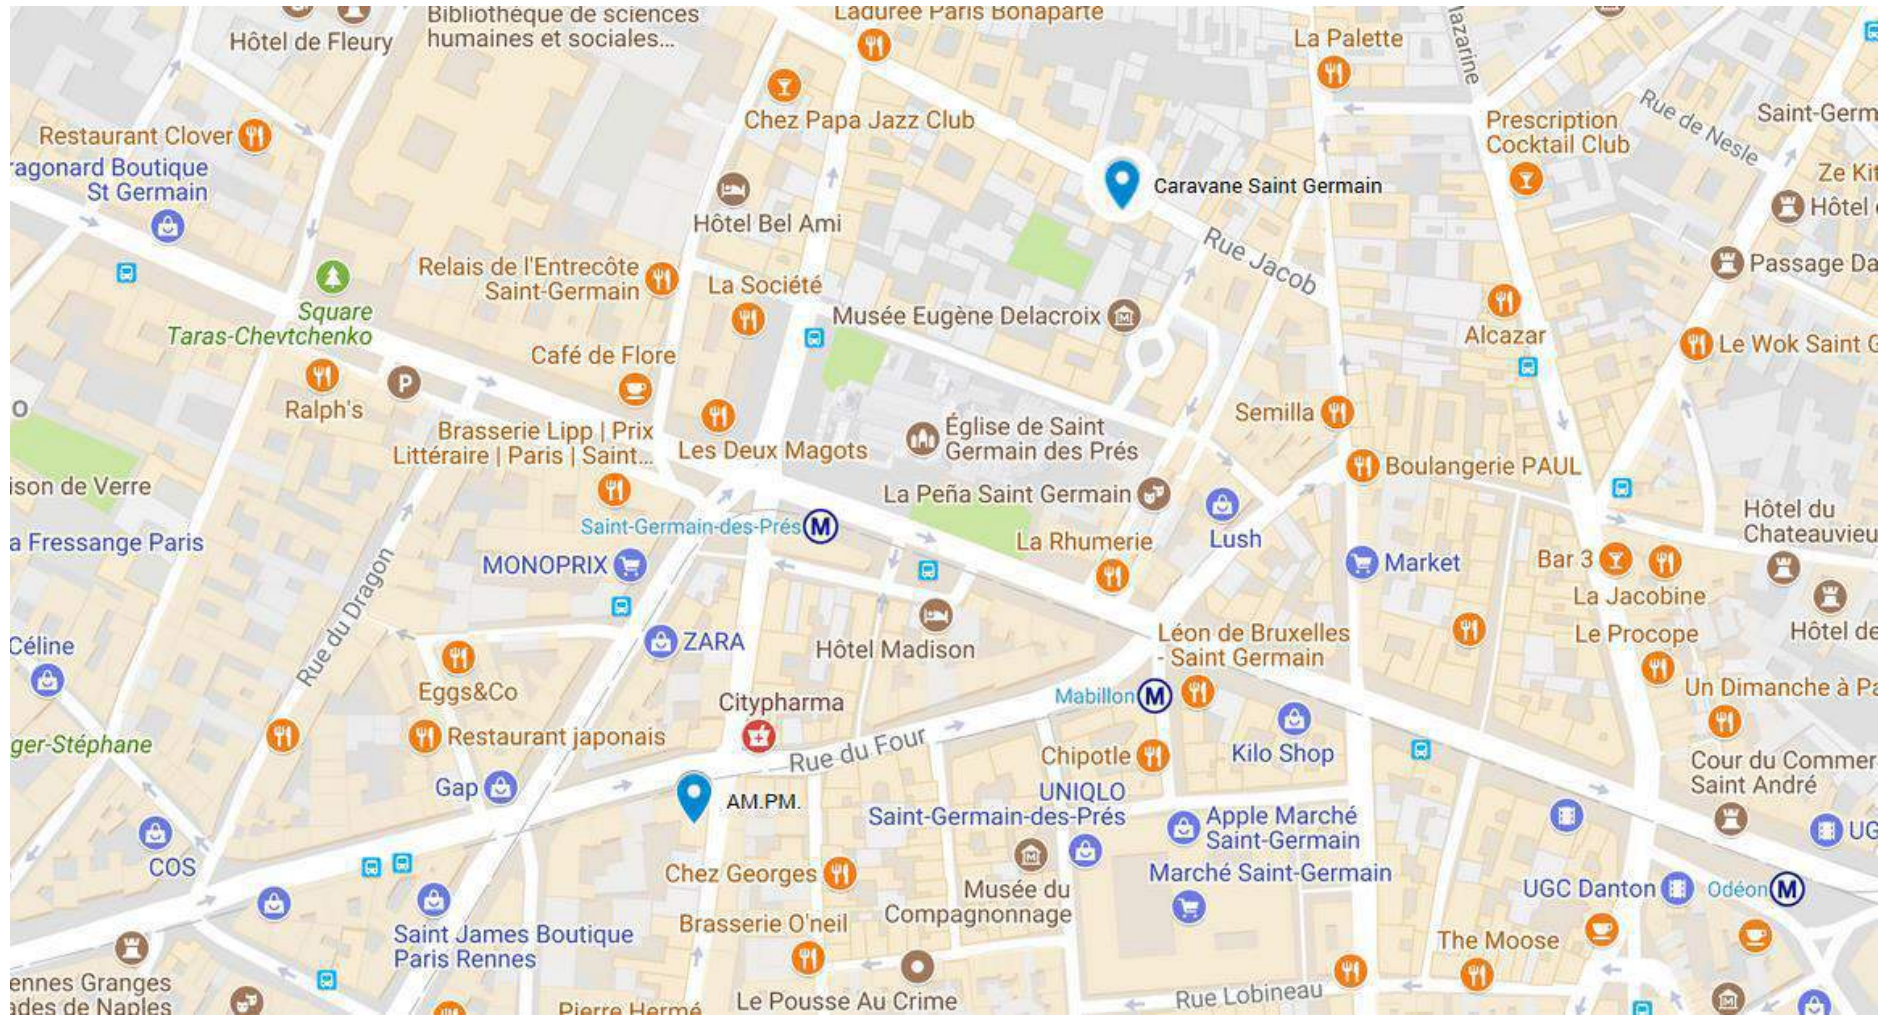 Bibliothèque de sciences
humaines et sociales...
Hôtel de Fleury
Ladurée Paris Bonaparte
La Palette
Mazarine
Chez Papa Jazz Club
Restaurant Clover
ragonard Boutique
St Germain
Prescription
Cocktail Club
Rue de Nesle
Saint-Germ
Ze Kit
Hôtel
Caravane Saint Germain
Hôtel Bel Ami
Rue Jacob
Passage Da
Relais de l'Entrecôte
Saint-Germain
La Société
Square
Taras-Chevtchenko
Musée Eugène Delacroix
Alcazar
Le Wok Saint G
Café de Flore
P
Ralph's
o
Brasserie Lipp | Prix
Littéraire | Paris | Saint...
Les Deux Magots
Église de Saint
Germain des Prés
Semilla
Boulangerie PAUL
ison de Verre
La Peña Saint Germain
Saint-Germain-des-Prés
M
Lush
Hôtel du
Chateauvieu
a Fressange Paris
MONOPRIX
La Rhumerie
Market
Bar 3
La Jacobine
Rue du Dragon
Céline
ZARA
Hôtel Madison
Léon de Bruxelles
- Saint Germain
Le Procope
Hôtel de
Eggs&Co
Citypharma
Mabillon
M
Un Dimanche à Pa
ger-Stéphane
Restaurant japonais
Rue du Four
Chipotle
Kilo Shop
Cour du Commer
Saint André
Gap
AM.PM.
UNIQLO
Saint-Germain-des-Prés
Apple Marché
Saint-Germain
UG
COS
Chez Georges
Musée du
Compagnonnage
Marché Saint-Germain
UGC Danton
Odéon
M
Saint James Boutique
Paris Rennes
Brasserie O'neil
The Moose
ennes Granges
ades de Naples
Pierre Hermé
Le Pousse Au Crime
Rue Lobineau